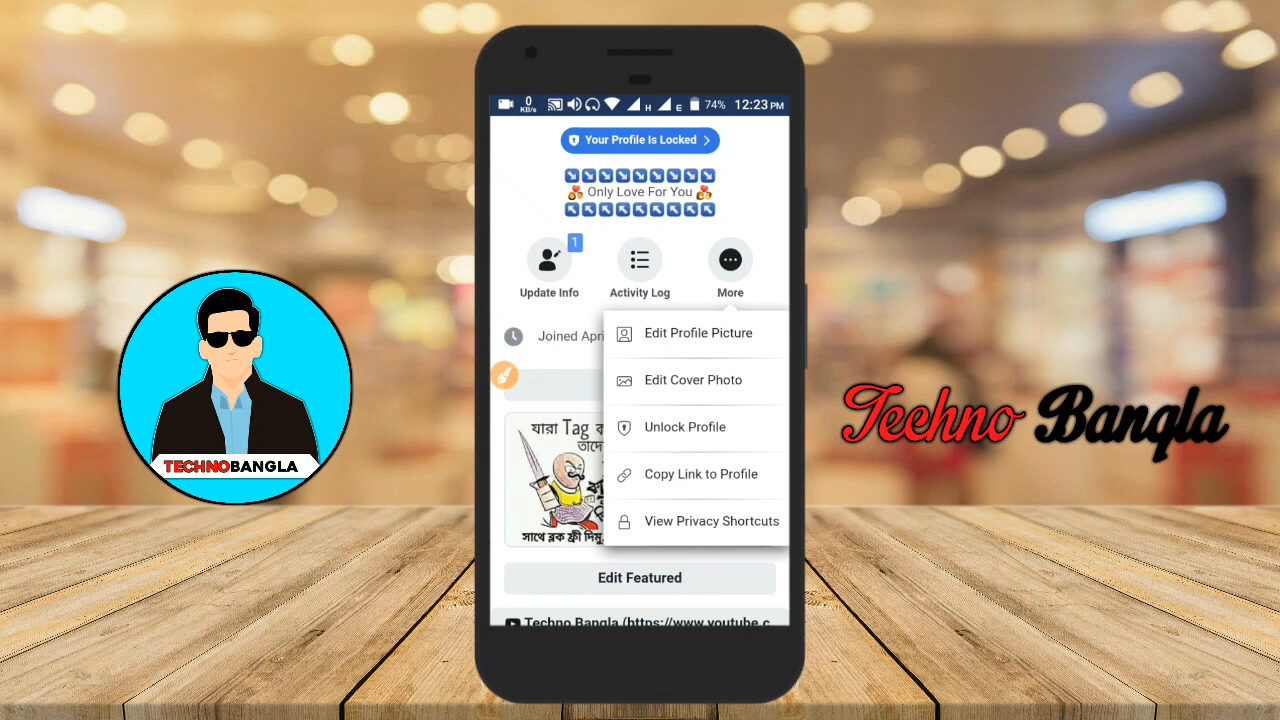 0
KB/s
H
E
74%
12:23 PM
Your Profile Is Locked
Only Love For You
1
Update Info
Activity Log
More
Joined Apri
Edit Profile Picture
Edit Cover Photo
Unlock Profile
Copy Link to Profile
View Privacy Shortcuts
যারা Tag ক
তাদে
সাথে ব্লক ফ্রী দিমু
Edit Featured
Techno Bangla (https://www.youtube.c
TECHNOBANGLA
Techno Bangla